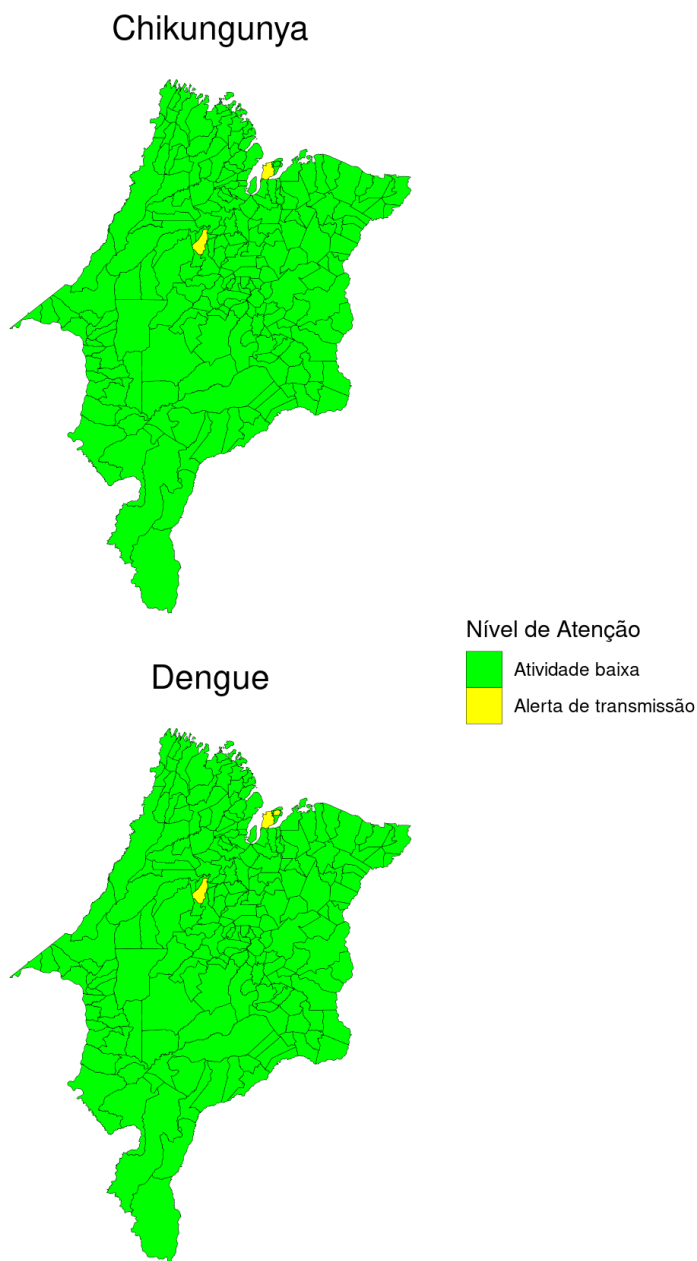 Chikungunya
Nível de Atenção
Atividade baixa
Alerta de transmissão
Dengue